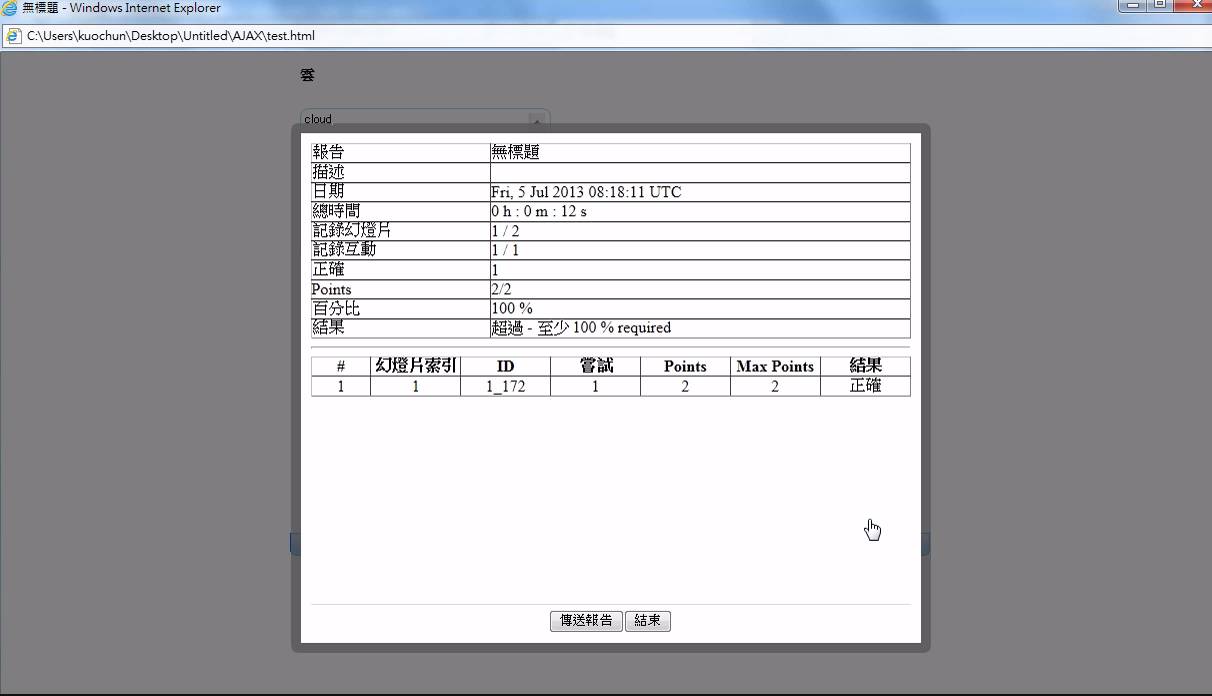 無標題 - Windows Internet Explorer
C:\Users\kuochun\Desktop\Untitled\AJAX\test.html
雲
cloud
報告 無標題
描述
日期 Fri, 5 Jul 2013 08:18:11 UTC
總時間 0 h : 0 m : 12 s
記錄幻燈片 1 / 2
記錄互動 1 / 1
正確 1
Points 2/2
百分比 100 %
結果 超過 - 至少 100 % required
# 幻燈片索引 ID 嘗試 Points Max Points 結果
1 1 1_172 1 2 2 正確
傳送報告 結束